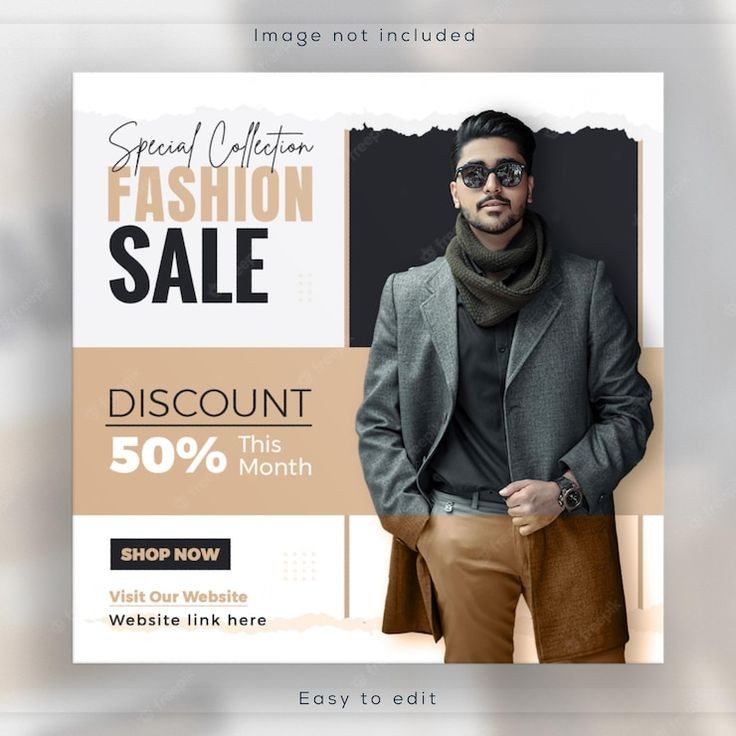 Image not included
Special Collection
FASHION
SALE
DISCOUNT
50% This
Month
SHOP NOW
Visit Our Website
Website link here
Easy to edit